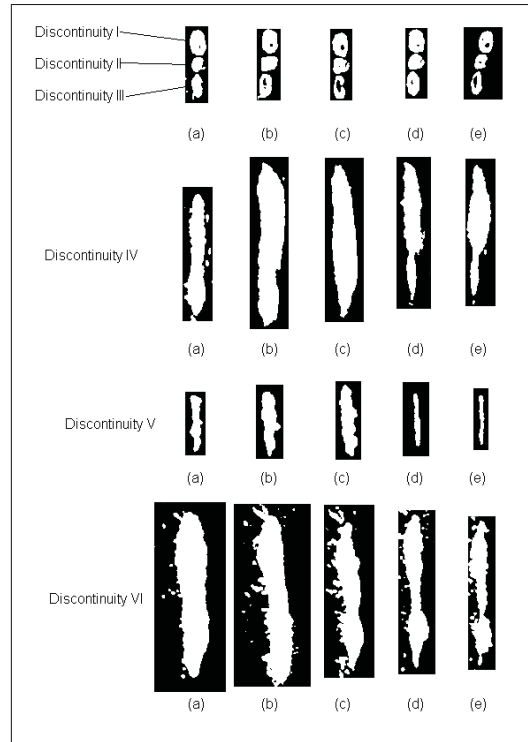 Discontinuity I
Discontinuity II
Discontinuity III
(a) (b) (c) (d) (e)
Discontinuity IV
(a) (b) (c) (d) (e)
Discontinuity V
(a) (b) (c) (d) (e)
Discontinuity VI
(a) (b) (c) (d) (e)